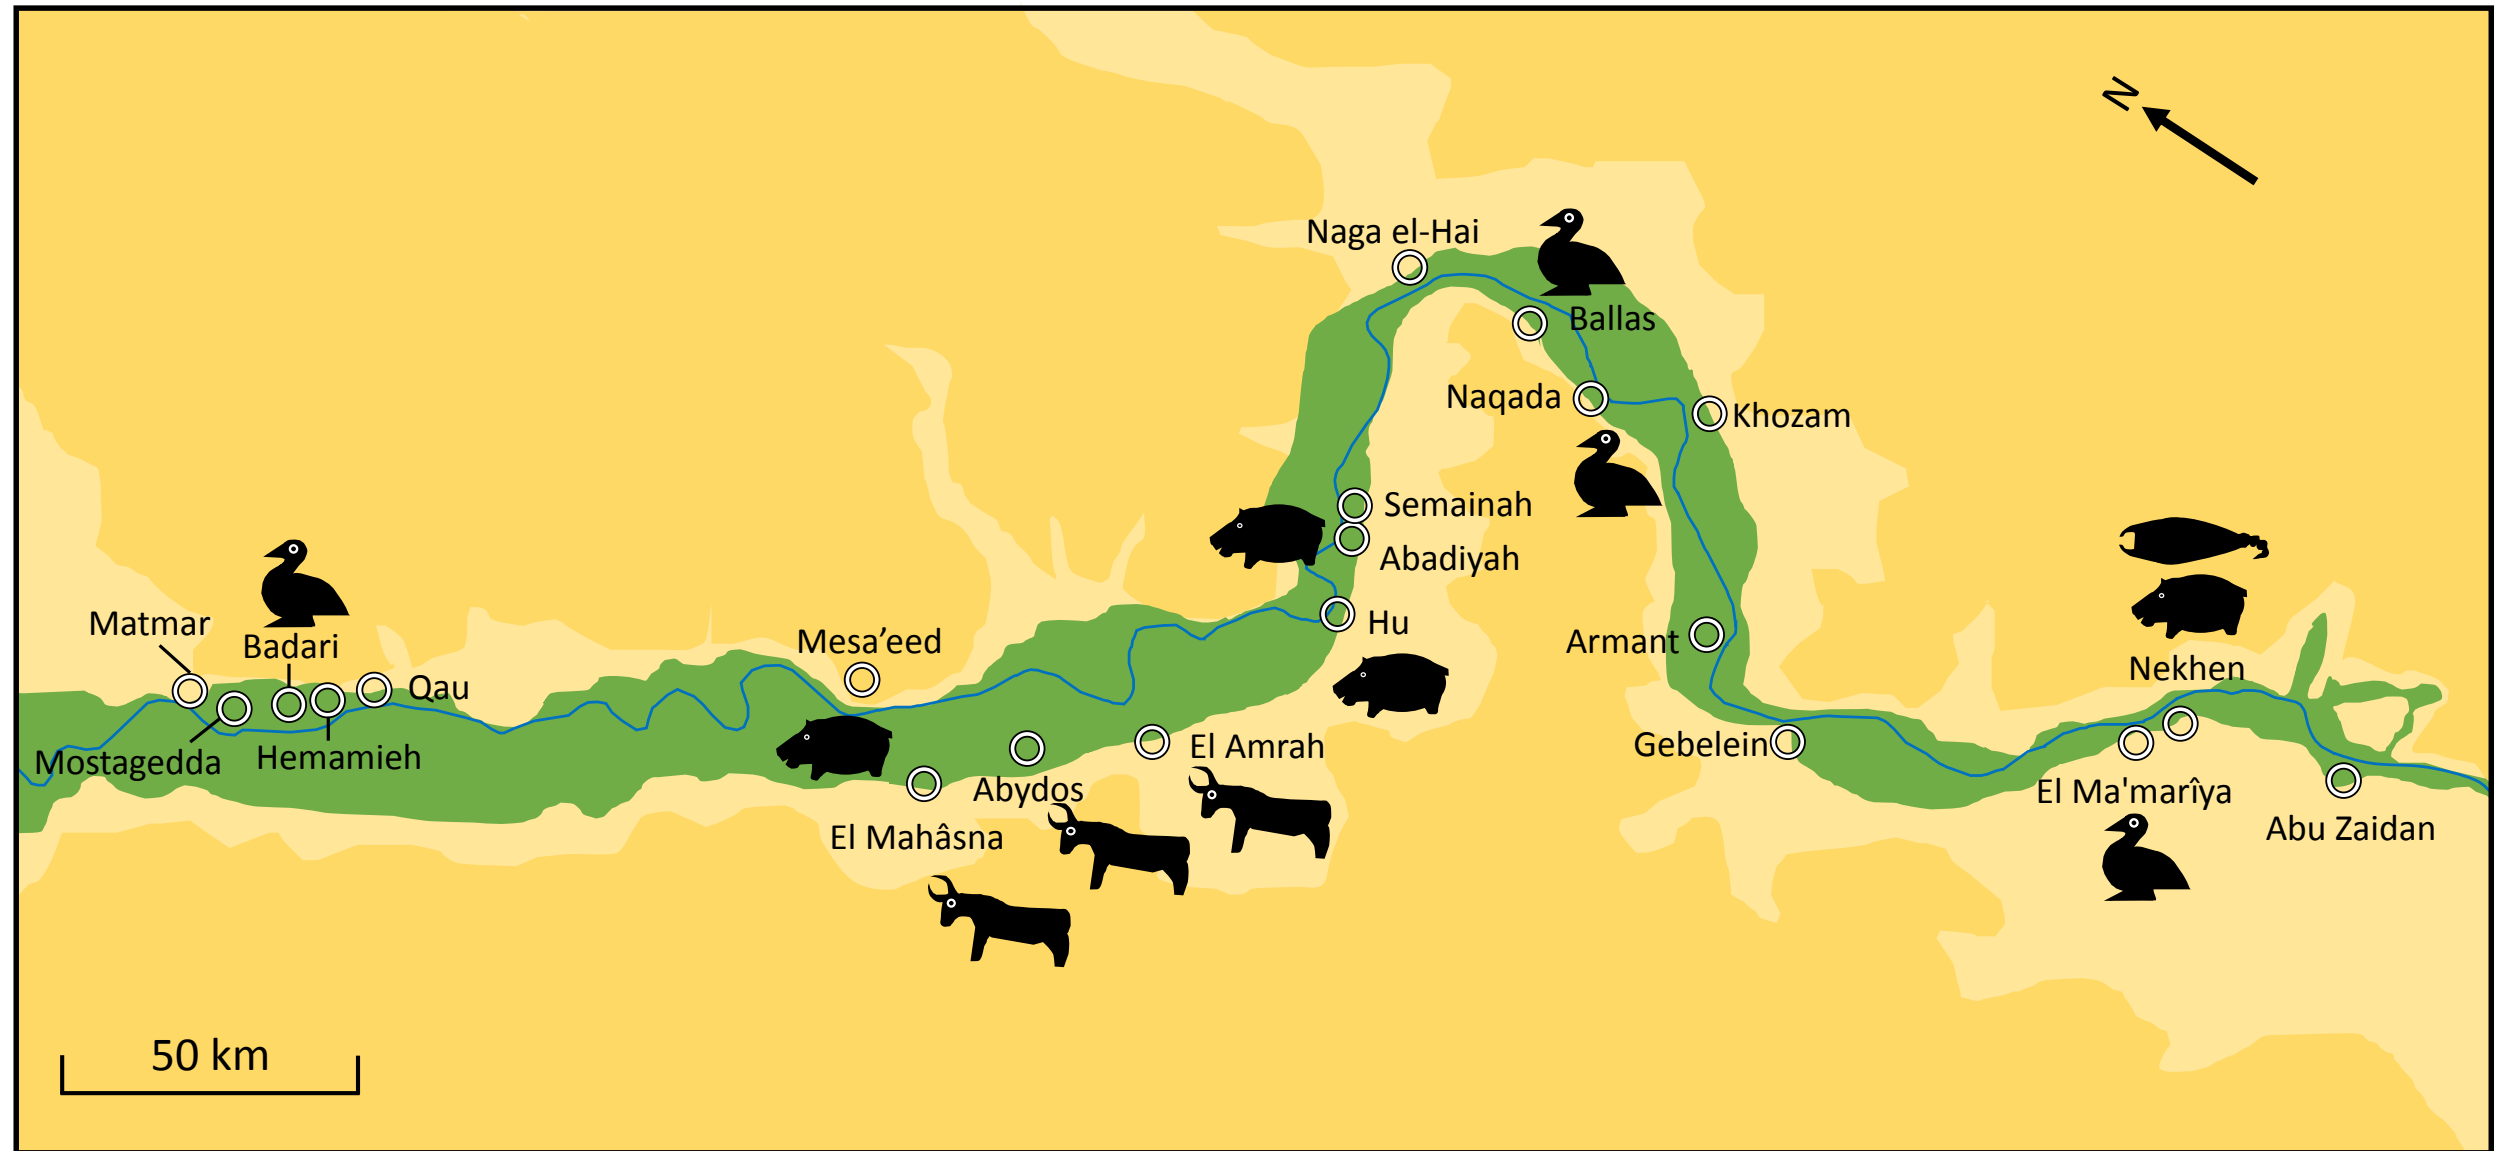 N
Naga el-Hai
Ballas
Naqada
Khozam
Semainah
Abadiyah
Hu
Matmar
Badari
Mesa’eed
Armant
Nekhen
Qau
Mostagedda
Hemamieh
El Amrah
Gebelein
Abydos
El Ma'marîya
El Mahâsna
Abu Zaidan
50 km